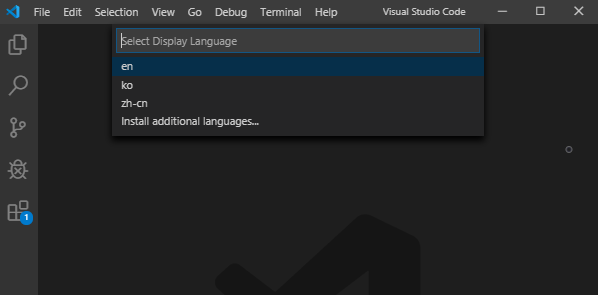 File Edit Selection View Go Debug Terminal Help Visual Studio Code
Select Display Language
en
ko
zh-cn
Install additional languages...
1